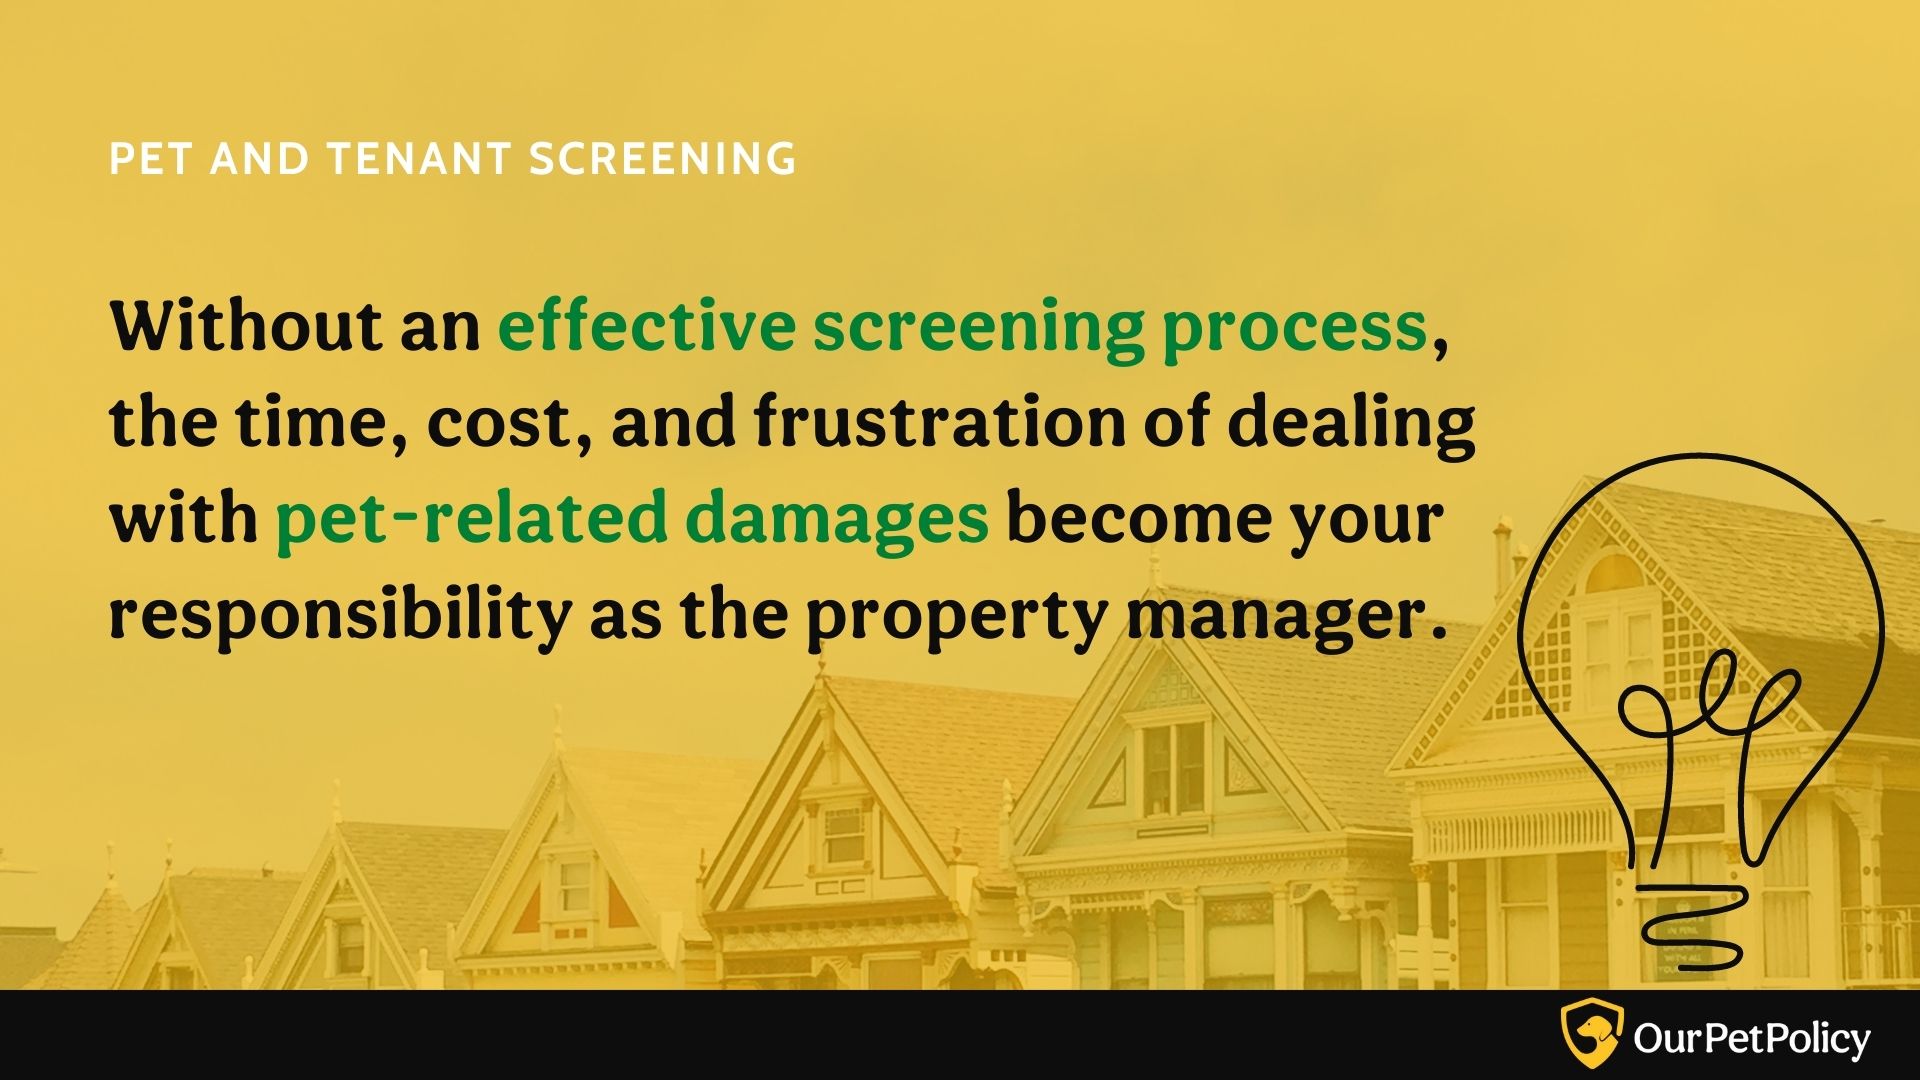 PET AND TENANT SCREENING
Without an effective screening process,
the time, cost, and frustration of dealing
with pet-related damages become your
responsibility as the property manager.
OurPetPolicy